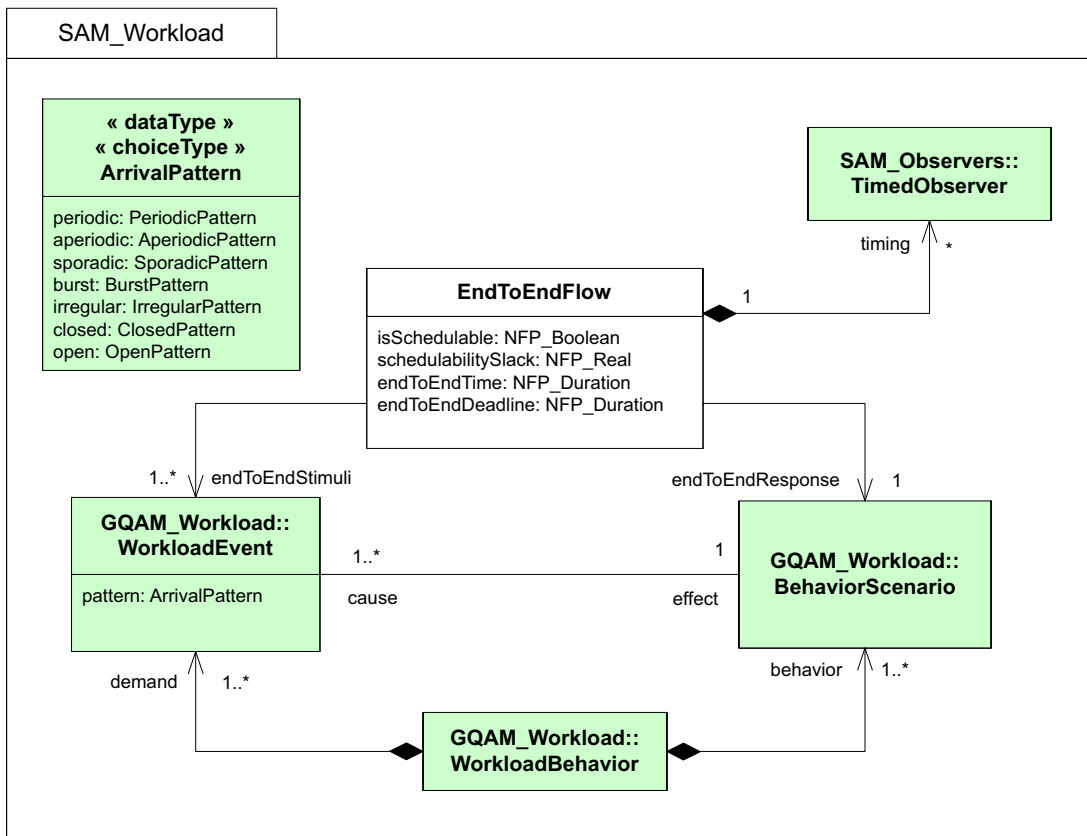 SAM_Workload
« dataType »
« choiceType »
ArrivalPattern
periodic: PeriodicPattern
aperiodic: AperiodicPattern
sporadic: SporadicPattern
burst: BurstPattern
irregular: IrregularPattern
closed: ClosedPattern
open: OpenPattern
SAM_Observers::
TimedObserver
timing
*
EndToEndFlow
1
isSchedulable: NFP_Boolean
schedulabilitySlack: NFP_Real
endToEndTime: NFP_Duration
endToEndDeadline: NFP_Duration
1..*
endToEndStimuli
endToEndResponse
1
GQAM_Workload::
WorkloadEvent
pattern: ArrivalPattern
1..*
cause
1
effect
GQAM_Workload::
BehaviorScenario
demand
1..*
behavior
1..*
GQAM_Workload::
WorkloadBehavior